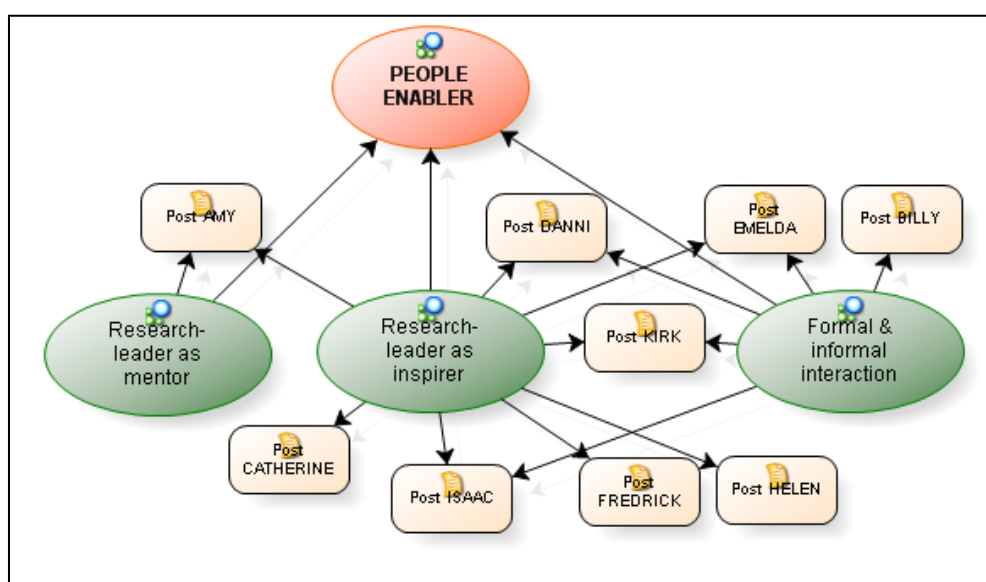 PEOPLE
ENABLER
Post AMY
Post DANNI
Post
EMELDA
Post BILLY
Research-
leader as
mentor
Research-
leader as
inspirer
Post KIRK
Formal &
informal
interaction
Post
CATHERINE
Post ISAAC
Post
FREDRICK
Post HELEN